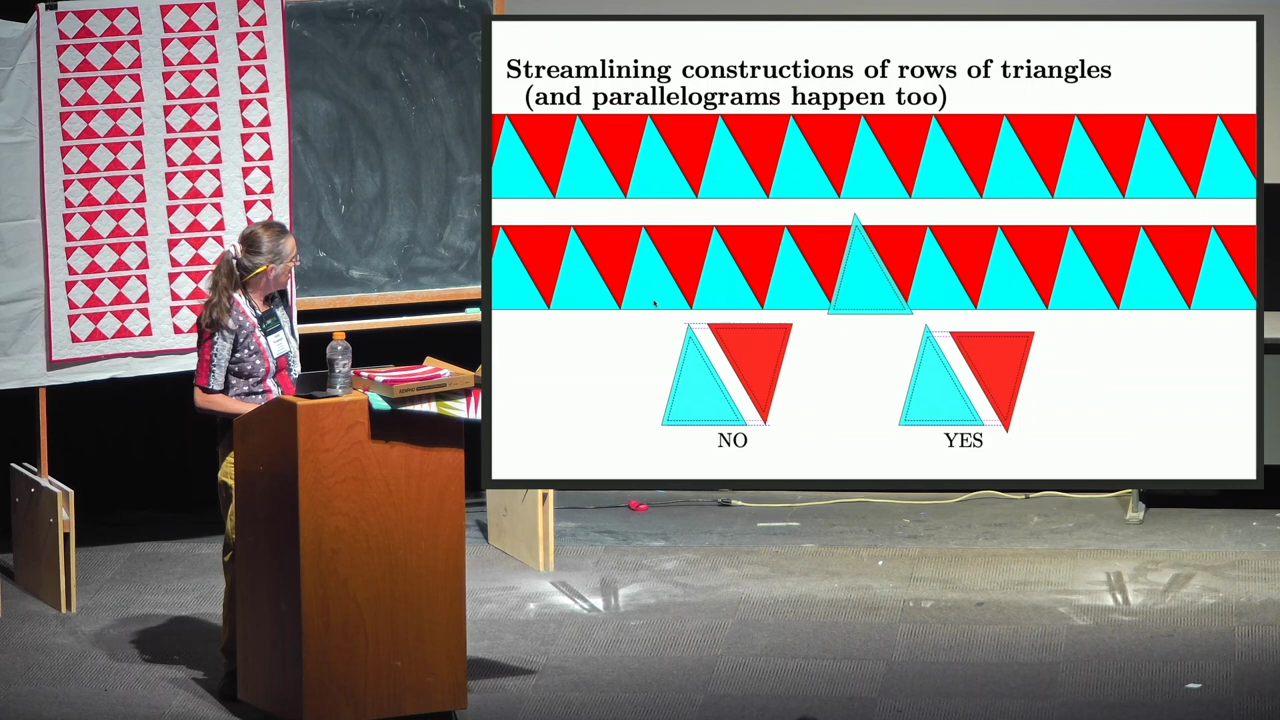 Streamlining constructions of rows of triangles
(and parallelograms happen too)
NO
YES